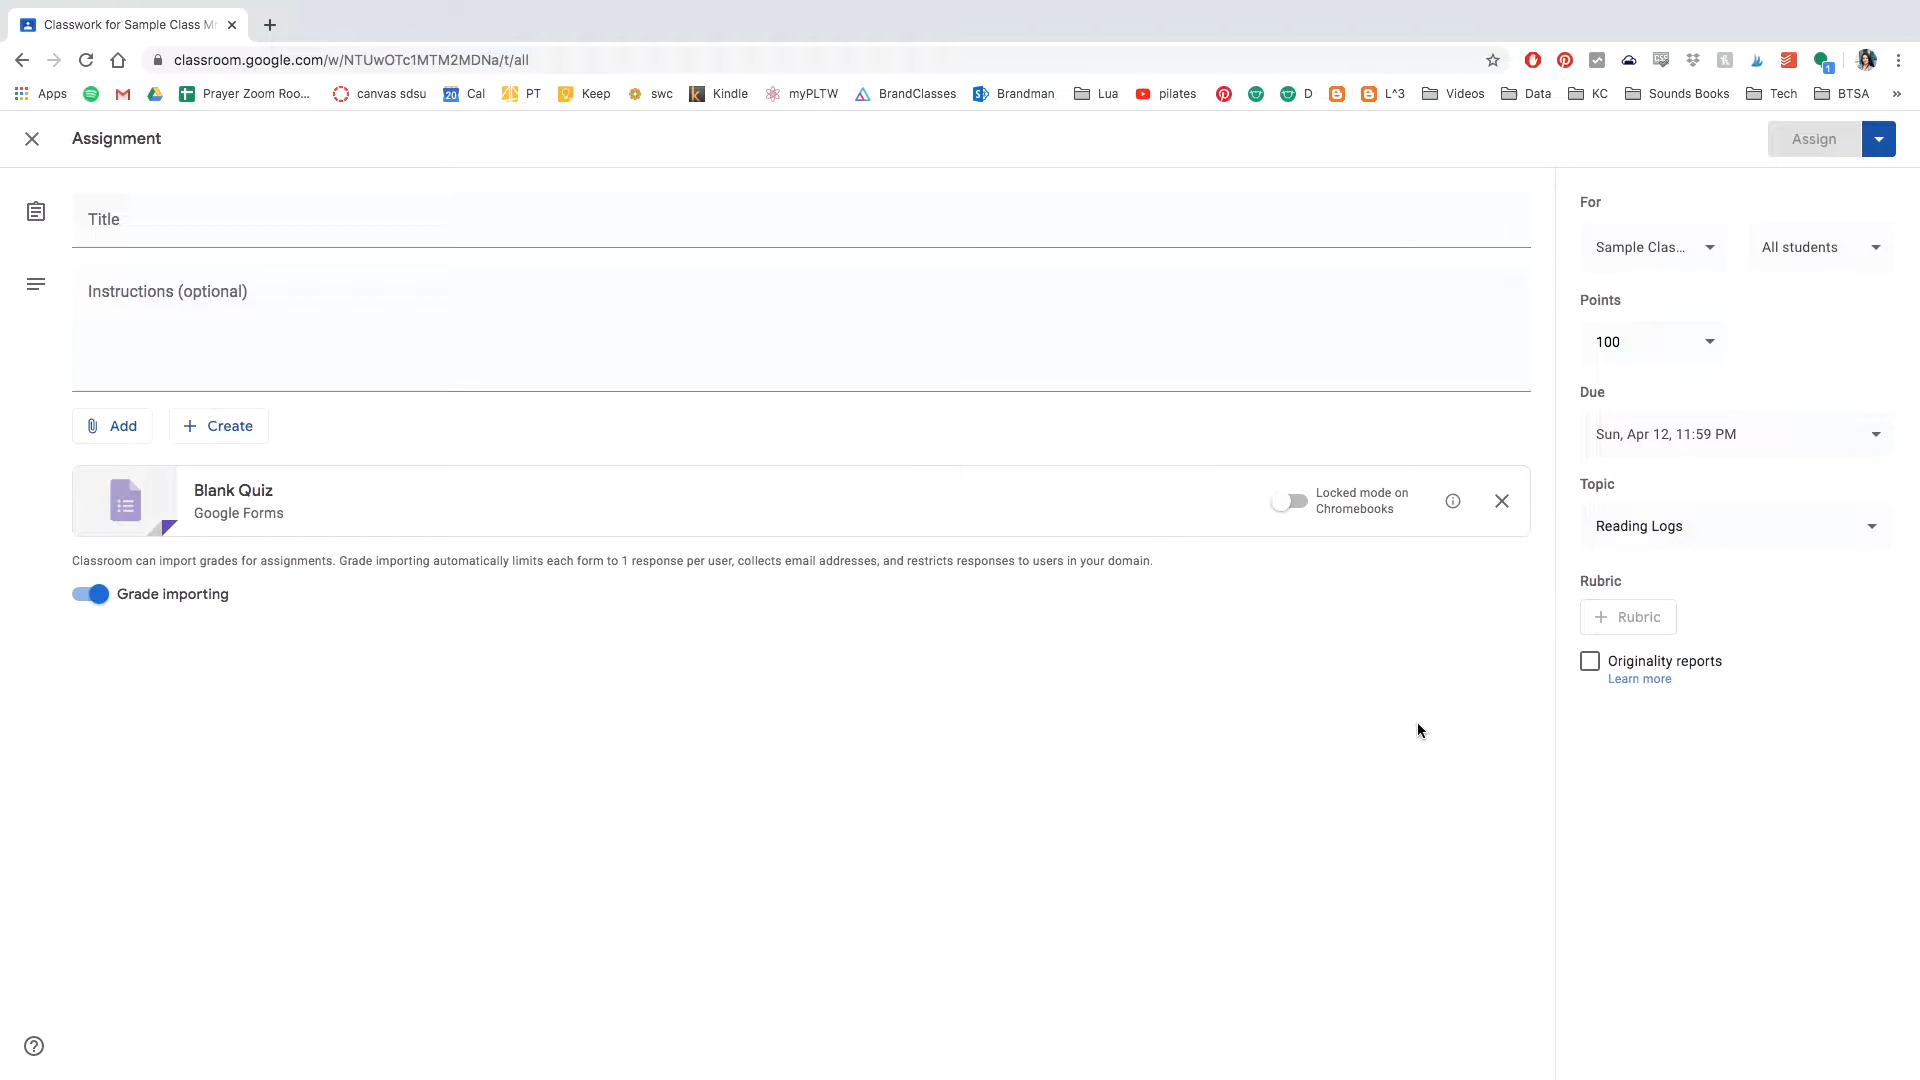 Classwork for Sample Class Mr
classroom.google.com/w/NTUwOTc1MTM2MDNa/t/all
Apps
Prayer Zoom Roo...
canvas sdsu
Cal
PT
Keep
swc
Kindle
myPLTW
BrandClasses
Brandman
Lua
pilates
D
L^3
Videos
Data
KC
Sounds Books
Tech
BTSA
»
Assignment
Assign
Title
Instructions (optional)
Add
Create
Blank Quiz
Google Forms
Locked mode on
Chromebooks
Classroom can import grades for assignments. Grade importing automatically limits each form to 1 response per user, collects email addresses, and restricts responses to users in your domain.
Grade importing
For
Sample Clas...
All students
Points
100
Due
Sun, Apr 12, 11:59 PM
Topic
Reading Logs
Rubric
Rubric
Originality reports
Learn more